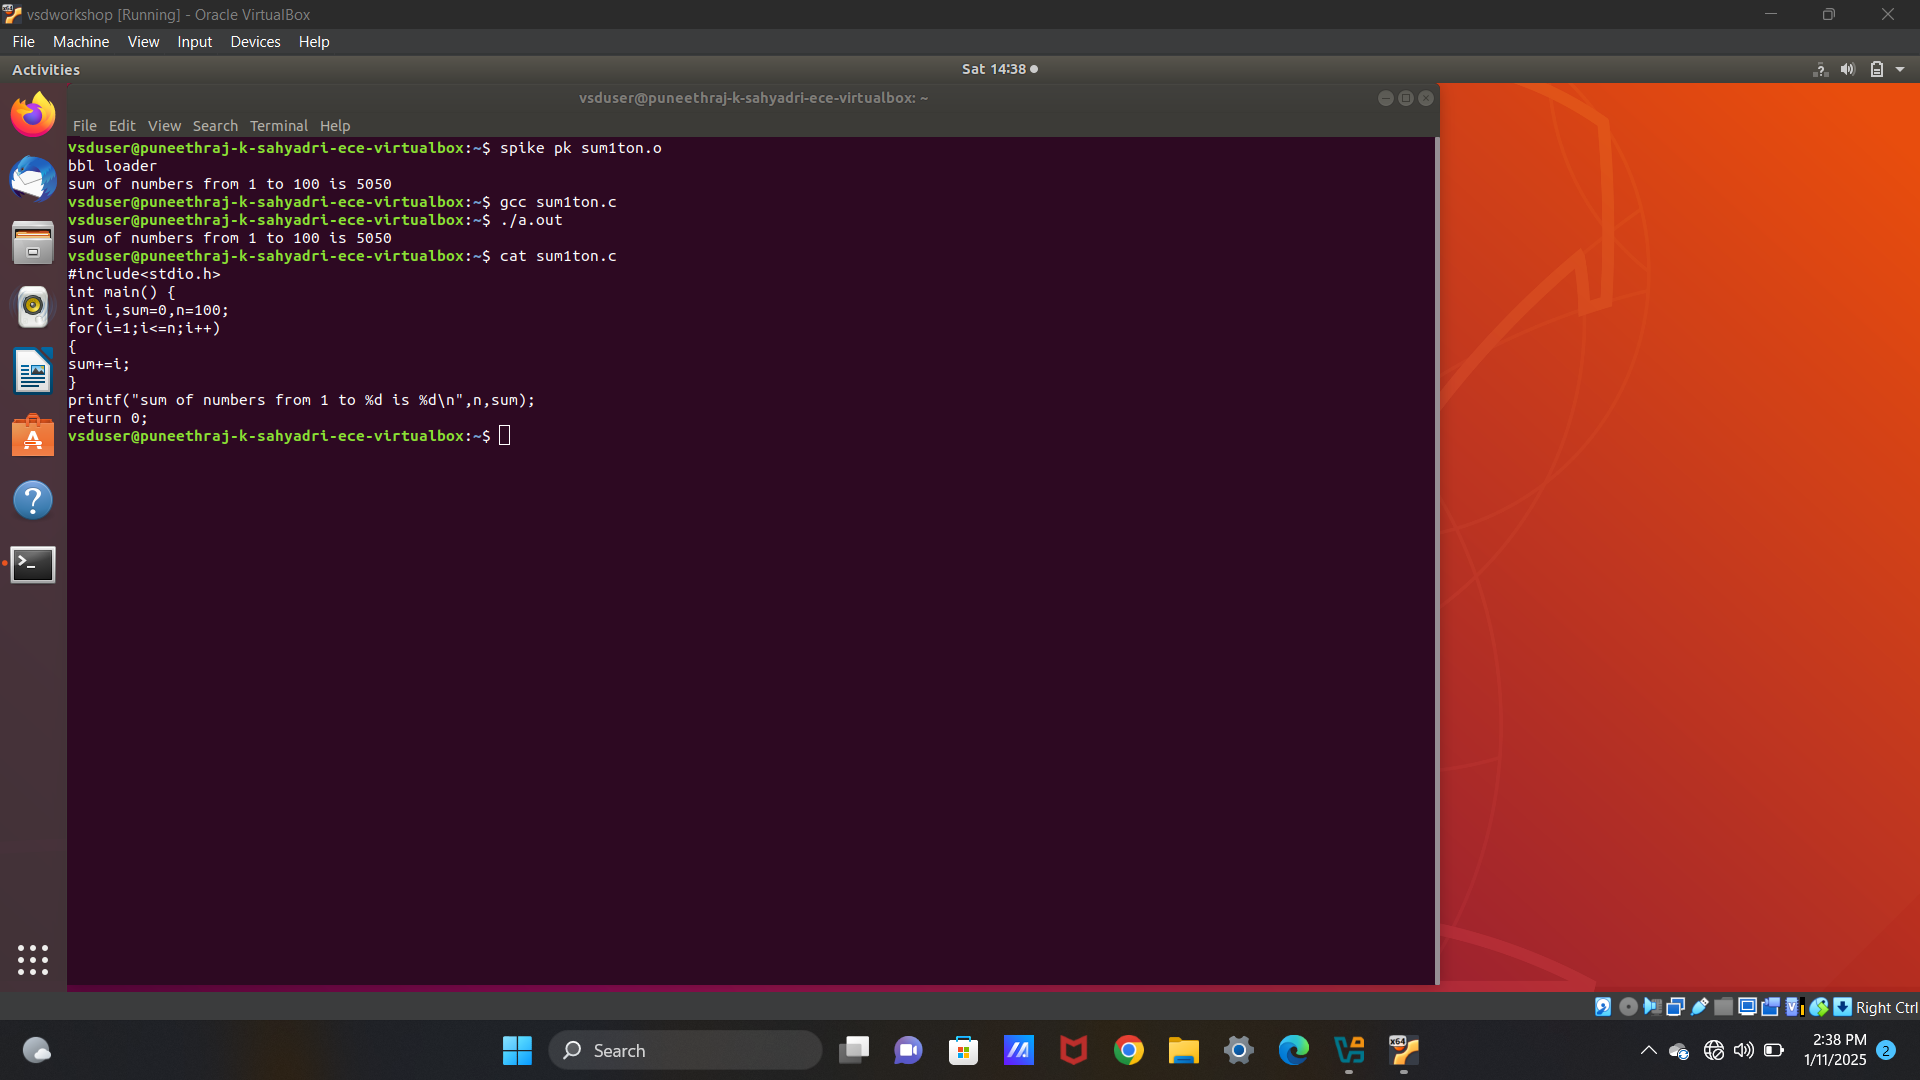 vsdworkshop [Running] - Oracle VirtualBox
File Machine View Input Devices Help
Activities
Sat 14:38
vsduser@puneethraj-k-sahyadri-ece-virtualbox: ~
File Edit View Search Terminal Help
vsduser@puneethraj-k-sahyadri-ece-virtualbox:~$ spike pk sum1ton.o
bbl loader
sum of numbers from 1 to 100 is 5050
vsduser@puneethraj-k-sahyadri-ece-virtualbox:~$ gcc sum1ton.c
vsduser@puneethraj-k-sahyadri-ece-virtualbox:~$ ./a.out
sum of numbers from 1 to 100 is 5050
vsduser@puneethraj-k-sahyadri-ece-virtualbox:~$ cat sum1ton.c
#include<stdio.h>
int main() {
int i,sum=0,n=100;
for(i=1;i<=n;i++)
{
sum+=i;
}
printf("sum of numbers from 1 to %d is %d\n",n,sum);
return 0;
vsduser@puneethraj-k-sahyadri-ece-virtualbox:~$
Right Ctrl
Search
x64
2:38 PM
1/11/2025
2